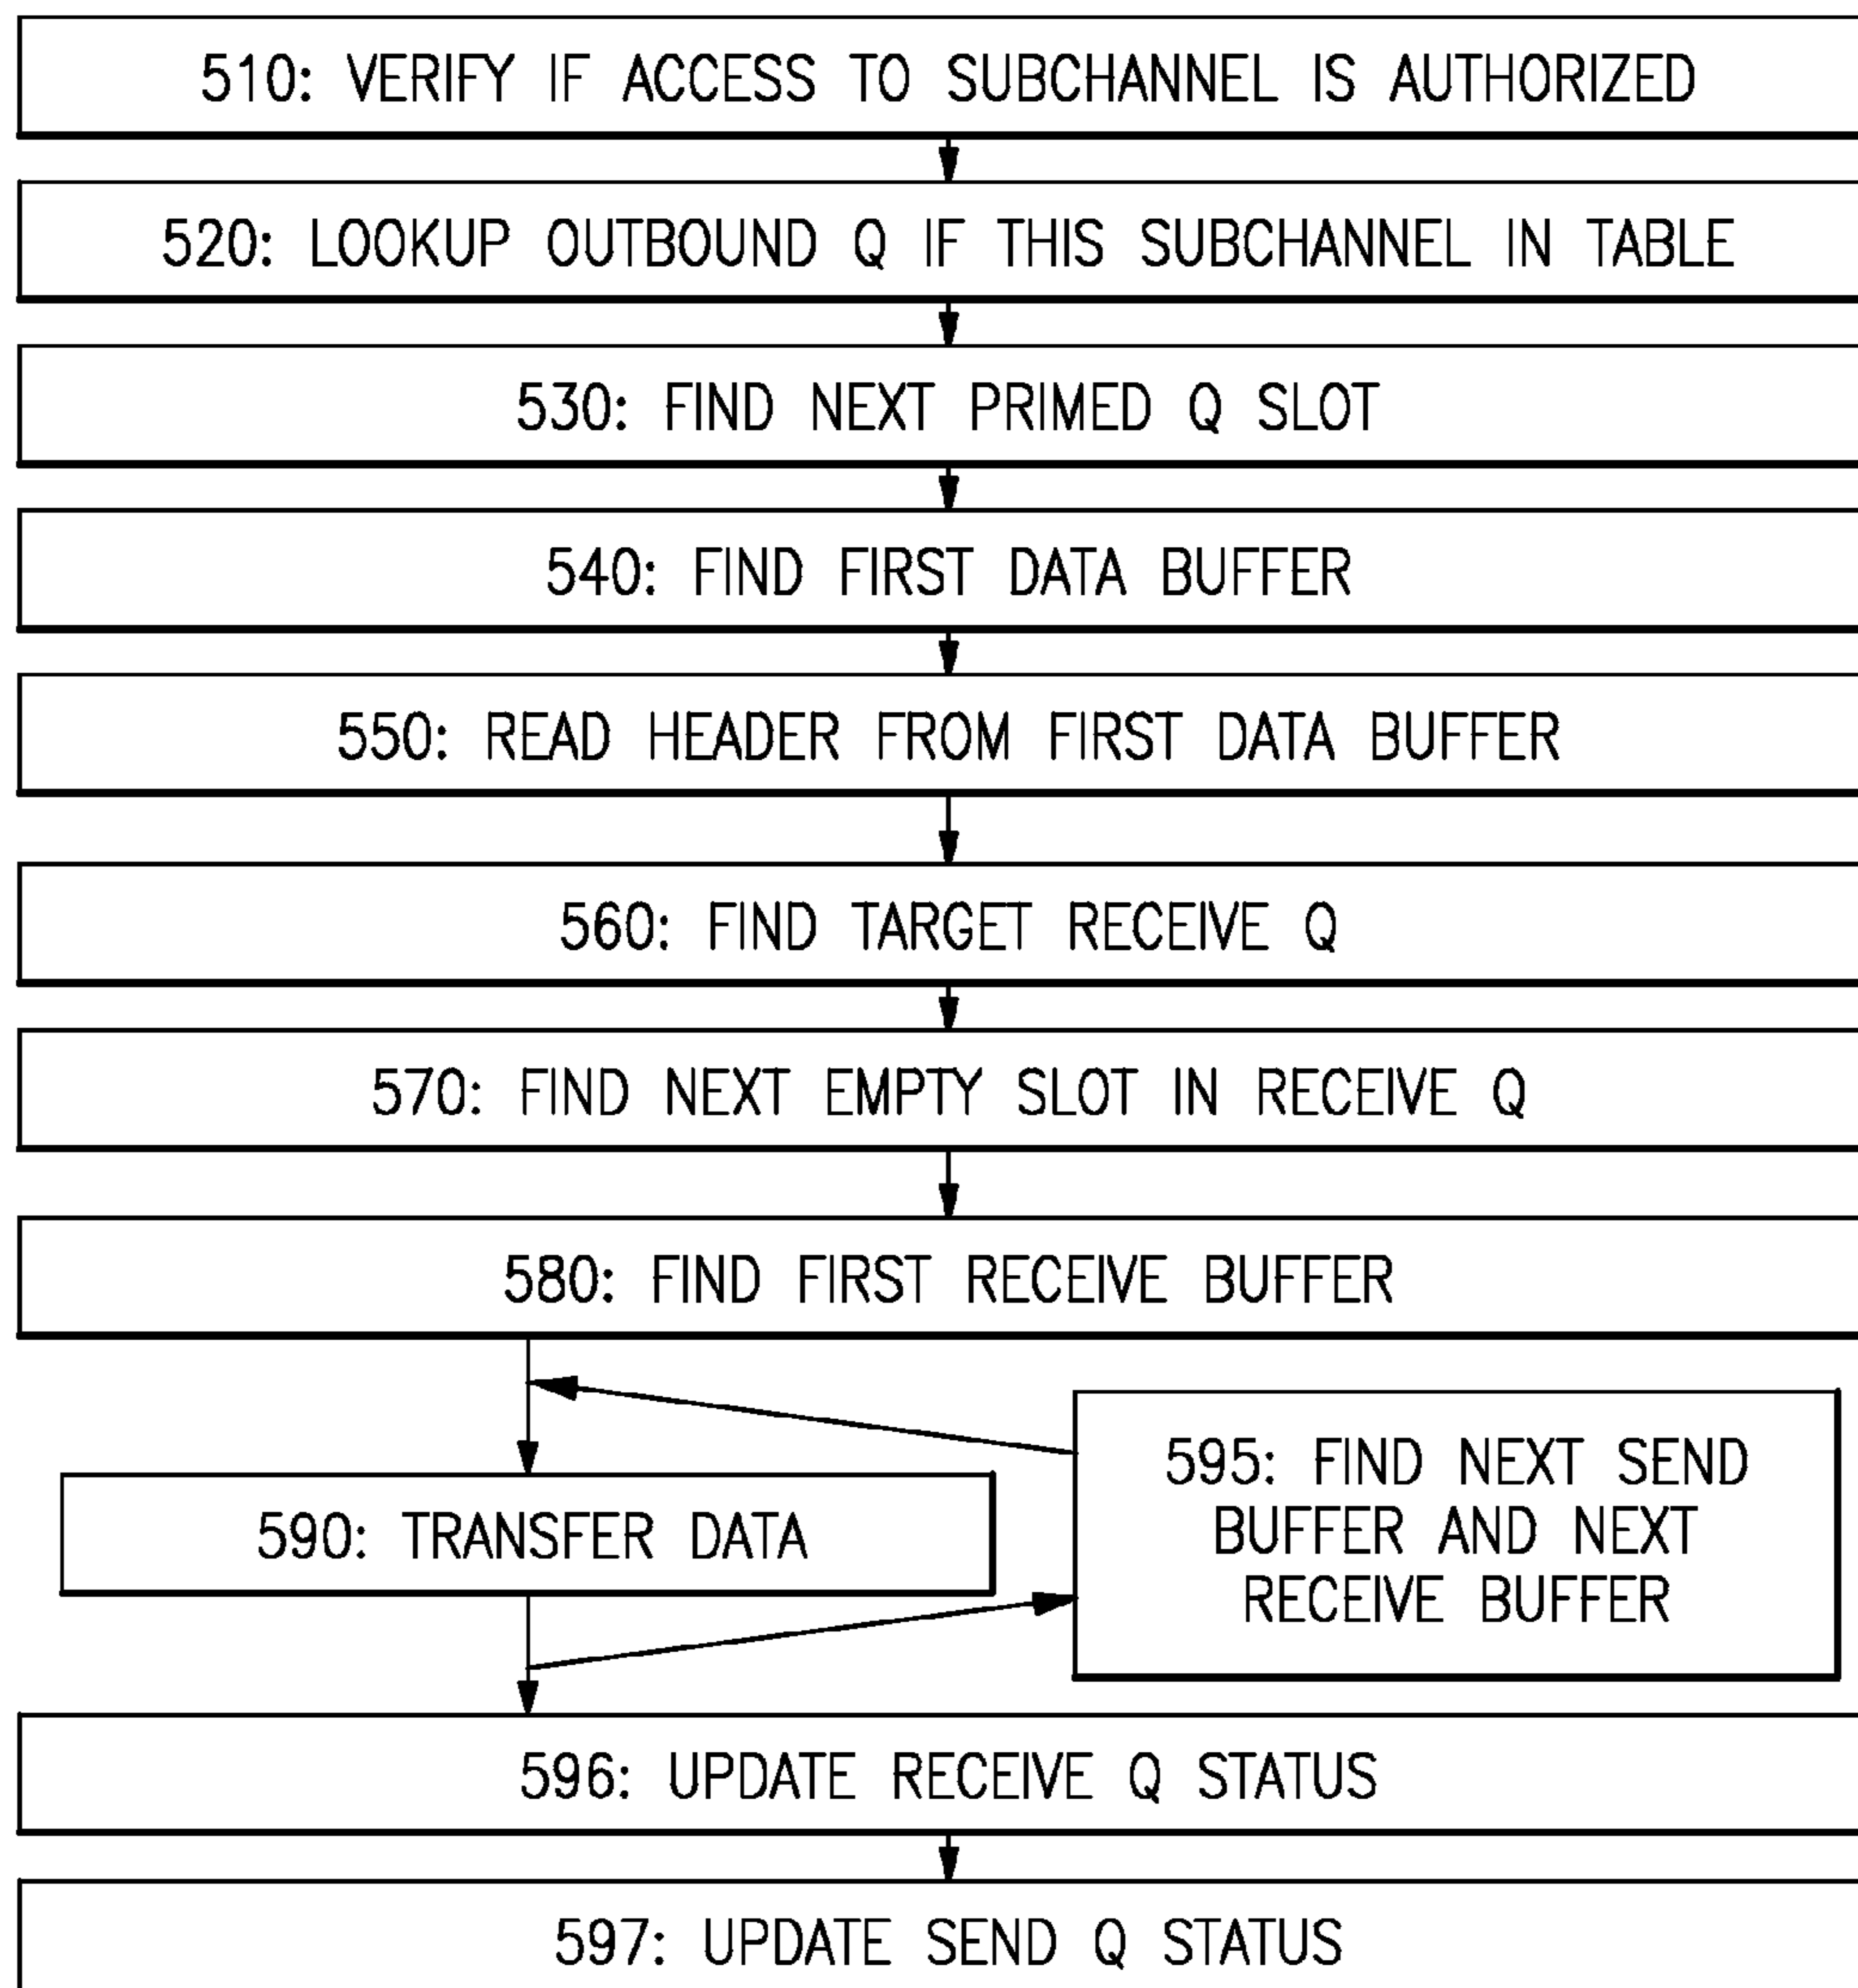 510: VERIFY IF ACCESS TO SUBCHANNEL IS AUTHORIZED
520: LOOKUP OUTBOUND Q IF THIS SUBCHANNEL IN TABLE
530: FIND NEXT PRIMED Q SLOT
540: FIND FIRST DATA BUFFER
550: READ HEADER FROM FIRST DATA BUFFER
560: FIND TARGET RECEIVE Q
570: FIND NEXT EMPTY SLOT IN RECEIVE Q
580: FIND FIRST RECEIVE BUFFER
595: FIND NEXT SEND
BUFFER AND NEXT
RECEIVE BUFFER
590: TRANSFER DATA
596: UPDATE RECEIVE Q STATUS
597: UPDATE SEND Q STATUS